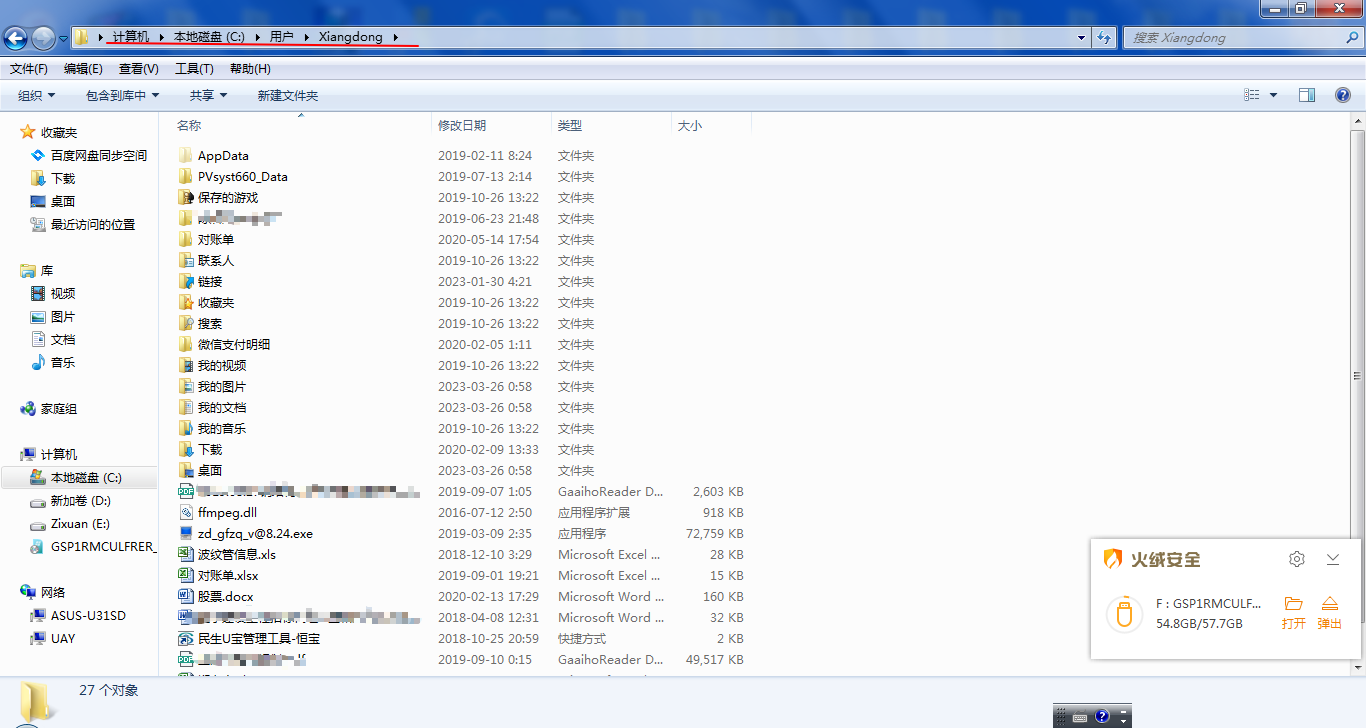 计算机 本地磁盘 (C:) 用户 Xiangdong
搜索 Xiangdong
文件(F) 编辑(E) 查看(V) 工具(T) 帮助(H)
组织 包含到库中 共享 新建文件夹
收藏夹
百度网盘同步空间
下载
桌面
最近访问的位置
库
视频
图片
文档
音乐
家庭组
计算机
本地磁盘 (C:)
新加卷 (D:)
Zixuan (E:)
GSP1RMCULFRER_
网络
ASUS-U31SD
UAY
名称 修改日期 类型 大小
AppData 2019-02-11 8:24 文件夹
PVsyst660_Data 2019-07-13 2:14 文件夹
保存的游戏 2019-10-26 13:22 文件夹
2019-06-23 21:48 文件夹
对账单 2020-05-14 17:54 文件夹
联系人 2019-10-26 13:22 文件夹
链接 2023-01-30 4:21 文件夹
收藏夹 2019-10-26 13:22 文件夹
搜索 2019-10-26 13:22 文件夹
微信支付明细 2020-02-05 1:11 文件夹
我的视频 2019-10-26 13:22 文件夹
我的图片 2023-03-26 0:58 文件夹
我的文档 2023-03-26 0:58 文件夹
我的音乐 2019-10-26 13:22 文件夹
下载 2020-02-09 13:33 文件夹
桌面 2023-03-26 0:58 文件夹
2019-09-07 1:05 GaaihoReader D... 2,603 KB
ffmpeg.dll 2016-07-12 2:50 应用程序扩展 918 KB
zd_gfzq_v@8.24.exe 2019-03-09 2:35 应用程序 72,759 KB
波纹管信息.xls 2018-12-10 3:29 Microsoft Excel ... 28 KB
对账单.xlsx 2019-09-01 19:21 Microsoft Excel ... 15 KB
股票.docx 2020-02-13 17:29 Microsoft Word ... 160 KB
2018-04-08 12:31 Microsoft Word ... 32 KB
民生U宝管理工具-恒宝 2018-10-25 20:59 快捷方式 2 KB
2019-09-10 0:15 GaaihoReader D... 49,517 KB
火绒安全
F : GSP1RMCULF...
54.8GB/57.7GB
打开 弹出
27 个对象